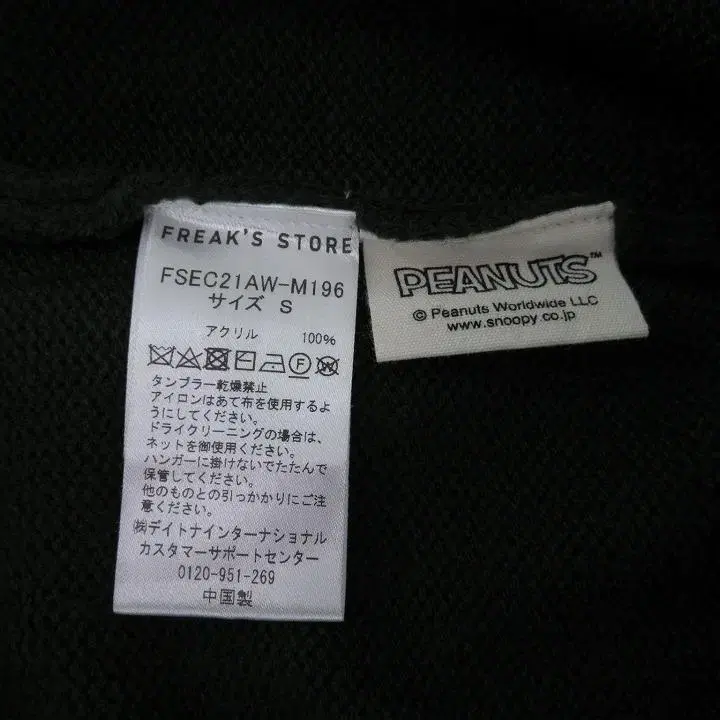 FREAK'S STORE
FSEC21AW-M196
サイズ S
アクリル 100%
タンブラー乾燥禁止
アイロンはあて布を使用するよ
うにしてください。
ドライクリーニングの場合は、
ネットを御使用ください。
ハンガーに掛けないでたたんで
保管してください。
他のものとの引っかかりにご注
意ください。
㈱デイトナインターナショナル
カスタマーサポートセンター
0120-951-269
中国製
PEANUTS™
© Peanuts Worldwide LLC
www.snoopy.co.jp